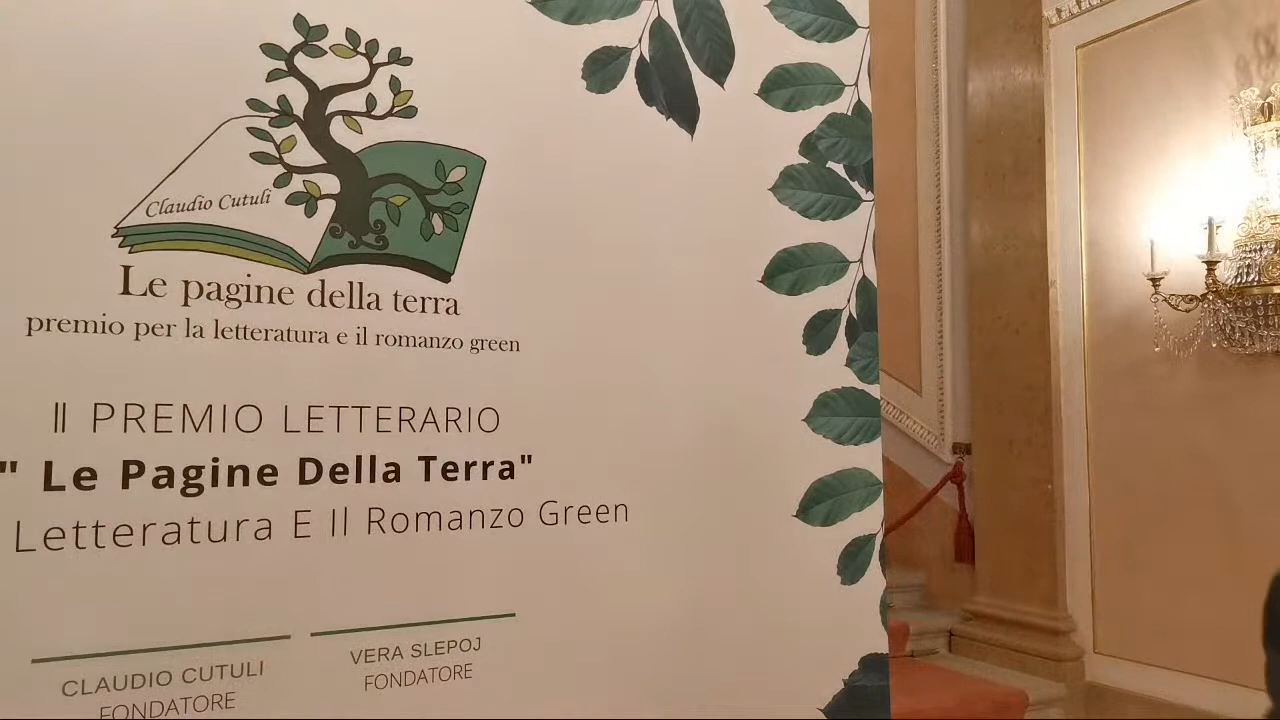 Claudio Cutuli
Le pagine della terra
premio per la letteratura e il romanzo green
II PREMIO LETTERARIO
" Le Pagine Della Terra"
Letteratura E Il Romanzo Green
CLAUDIO CUTULI
FONDATORE
VERA SLEPOJ
FONDATORE